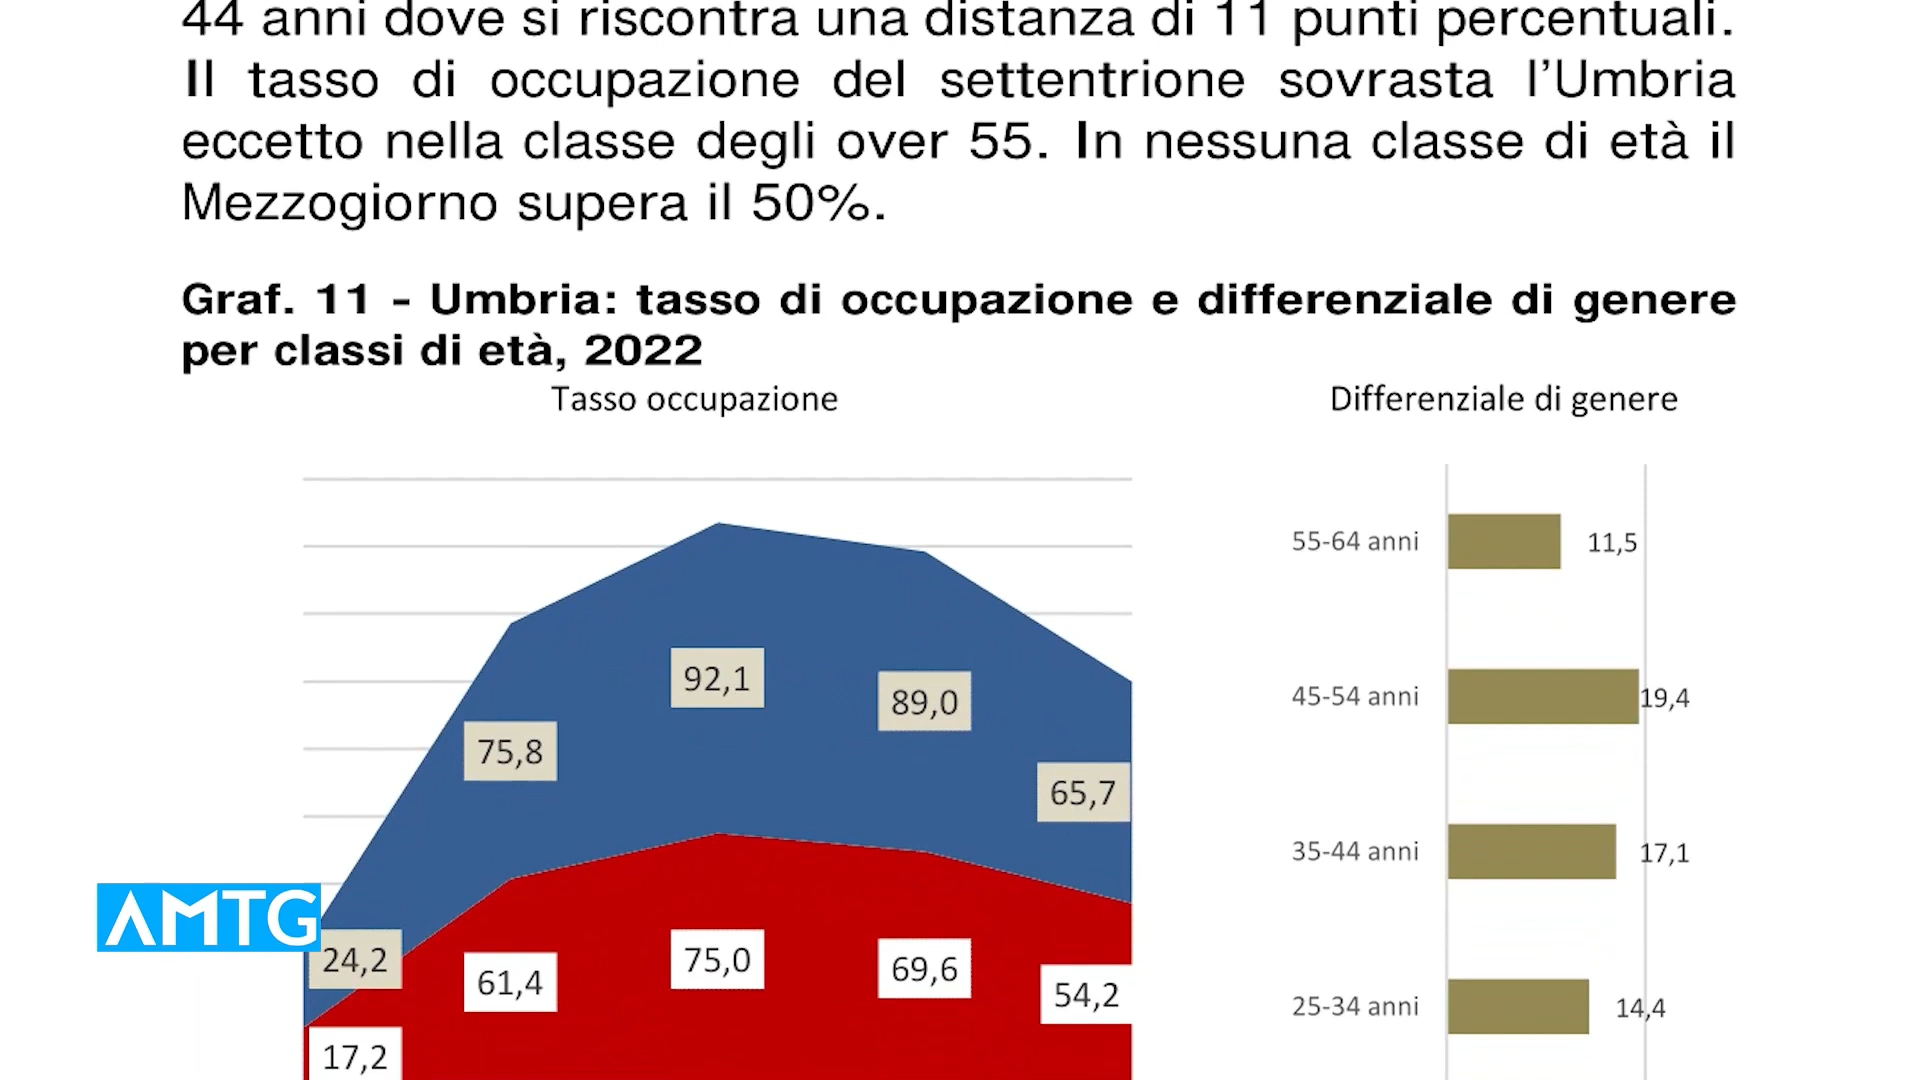 44 anni dove si riscontra una distanza di 11 punti percentuali.
Il tasso di occupazione del settentrione sovrasta l’Umbria
eccetto nella classe degli over 55. In nessuna classe di età il
Mezzogiorno supera il 50%.
Graf. 11 - Umbria: tasso di occupazione e differenziale di genere
per classi di età, 2022
Tasso occupazione
92,1
89,0
75,8
65,7
24,2
75,0
69,6
61,4
54,2
17,2
Differenziale di genere
55-64 anni 11,5
45-54 anni 19,4
35-44 anni 17,1
25-34 anni 14,4
AMTG